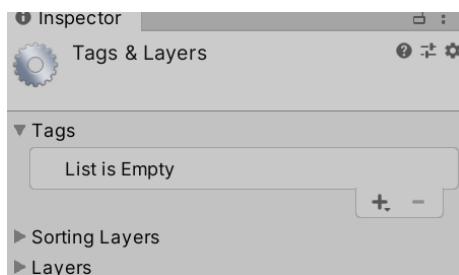 Inspector
Tags & Layers
Tags
List is Empty
Sorting Layers
Layers